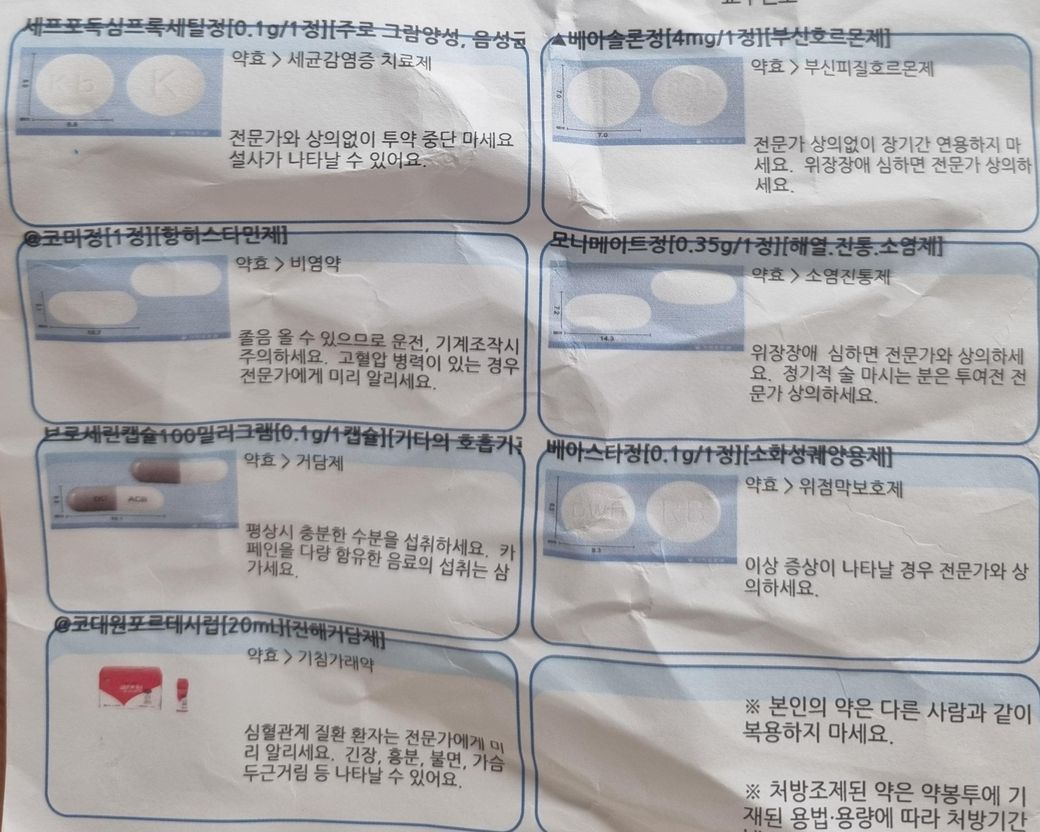 세프포독심프록세틸정[0.1g/1정][주로 그람양성, 음성균
약효 > 세균감염증 치료제
전문가와 상의없이 투약 중단 마세요
설사가 나타날 수 있어요.
▲베아솔론정[4mg/1정][부신호르몬제]
약효 > 부신피질호르몬제
전문가 상의없이 장기간 연용하지 마
세요. 위장장애 심하면 전문가 상의하
세요.
@코미정[1정][항히스타민제]
약효 > 비염약
졸음 올 수 있으므로 운전, 기계조작시
주의하세요. 고혈압 병력이 있는 경우
전문가에게 미리 알리세요.
모니메이트정[0.35g/1정][해열.진통.소염제]
약효 > 소염진통제
위장장애 심하면 전문가와 상의하세
요. 정기적 술 마시는 분은 투여전 전
문가 상의하세요.
브로세린캡슐100밀리그램[0.1g/1캡슐][기타의 호흡기관
약효 > 거담제
평상시 충분한 수분을 섭취하세요. 카
페인을 다량 함유한 음료의 섭취는 삼
가세요.
베아스타정[0.1g/1정][소화성궤양용제]
약효 > 위점막보호제
이상 증상이 나타날 경우 전문가와 상
의하세요.
@코대원포르테시럽[20mL][진해거담제]
약효 > 기침가래약
심혈관계 질환 환자는 전문가에게 미
리 알리세요. 긴장, 흥분, 불면, 가슴
두근거림 등 나타날 수 있어요.
※ 본인의 약은 다른 사람과 같이
복용하지 마세요.
※ 처방조제된 약은 약봉투에 기
재된 용법·용량에 따라 처방기간